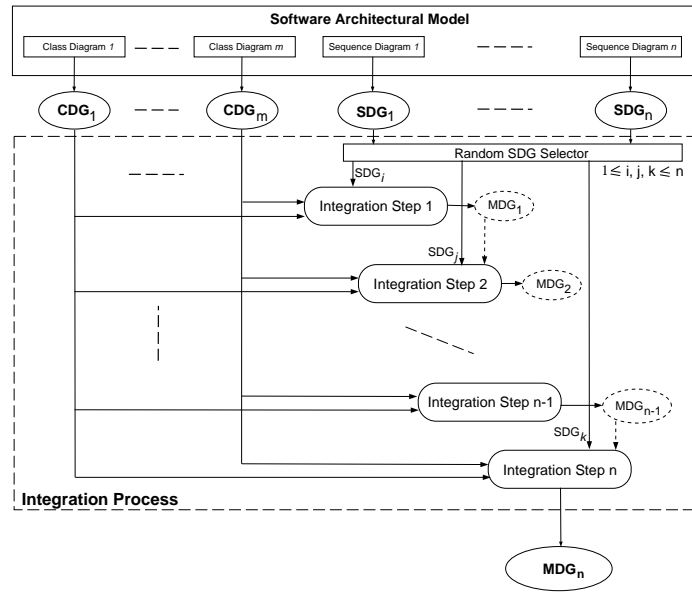 Software Architectural Model
Class Diagram 1
Class Diagram m
Sequence Diagram 1
Sequence Diagram n
CDG1
CDGm
SDG1
SDGn
Random SDG Selector
1 ≤ i, j, k ≤ n
SDGi
Integration Step 1
MDG1
SDGj
Integration Step 2
MDG2
Integration Step n-1
MDGn-1
SDGk
Integration Step n
Integration Process
MDGn